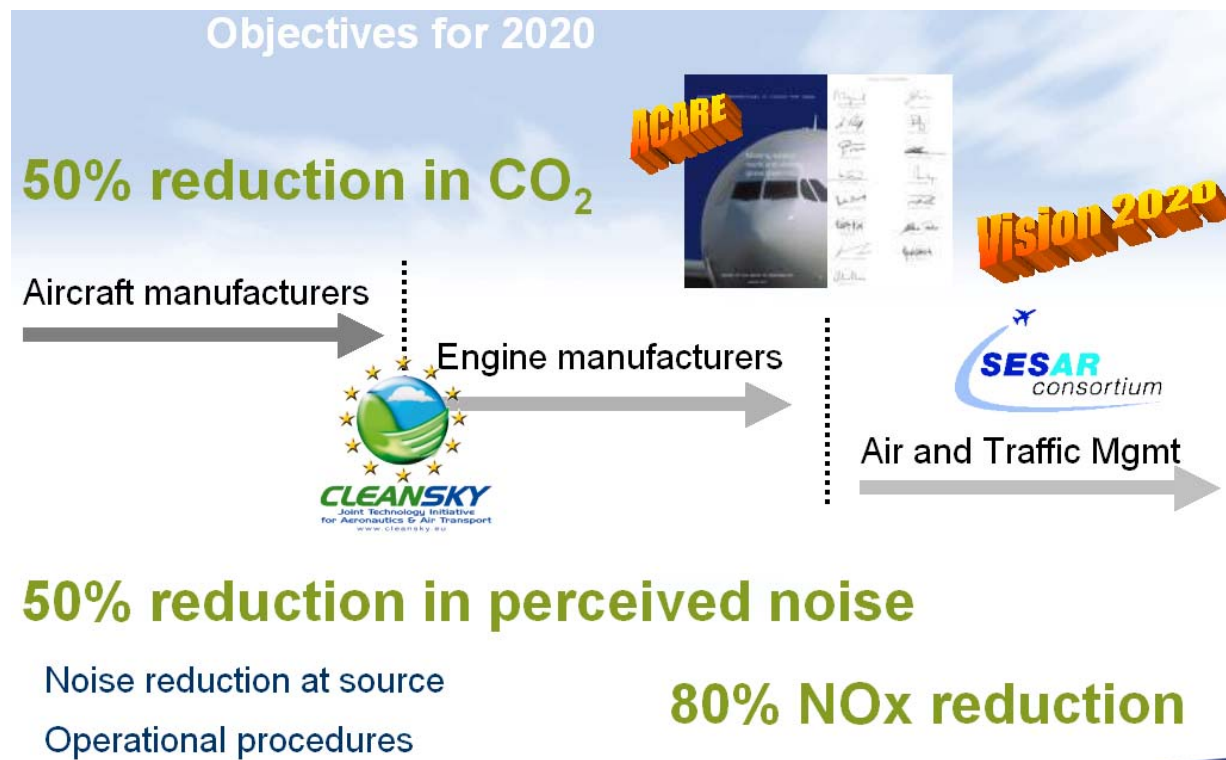 Objectives for 2020
ACARE
50% reduction in CO₂
Vision 2020
Aircraft manufacturers
Engine manufacturers
SESAR
consortium
Air and Traffic Mgmt
CLEANSKY
Joint Technology Initiative
for Aeronautics & Air Transport
www.cleansky.eu
50% reduction in perceived noise
Noise reduction at source
Operational procedures
80% NOx reduction